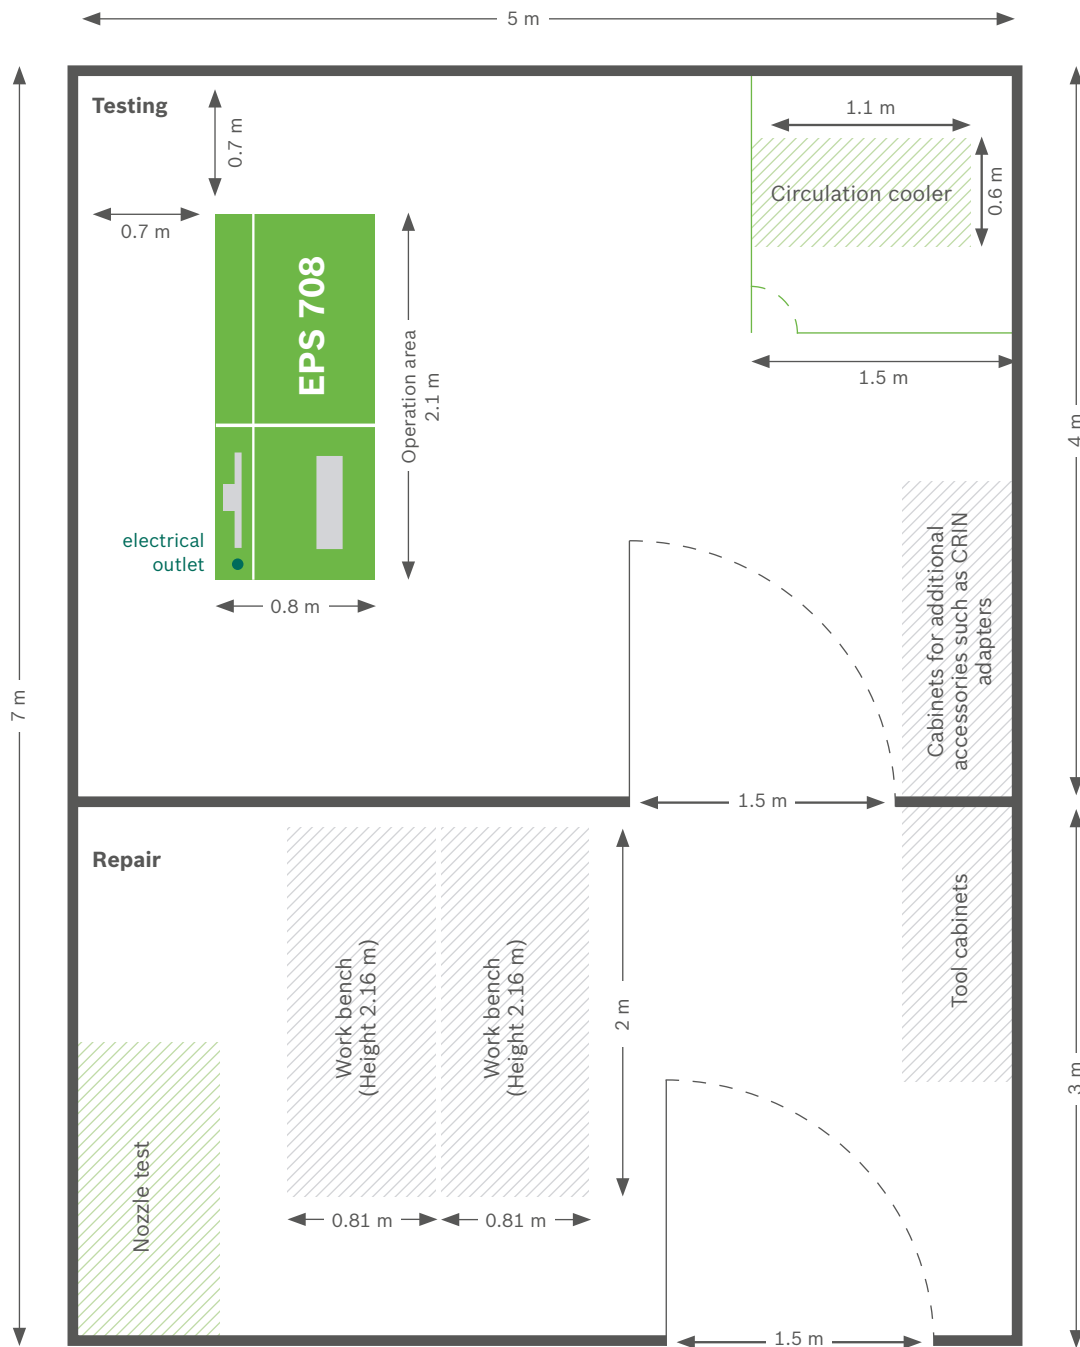 5 m
Testing
0.7 m
0.7 m
EPS 708
Operation area
2.1 m
electrical
outlet
0.8 m
1.1 m
Circulation cooler
0.6 m
1.5 m
4 m
7 m
Cabinets for additional
accessories such as CRIN
adapters
1.5 m
Repair
Work bench
(Height 2.16 m)
Work bench
(Height 2.16 m)
2 m
Tool cabinets
3 m
Nozzle test
0.81 m
0.81 m
1.5 m